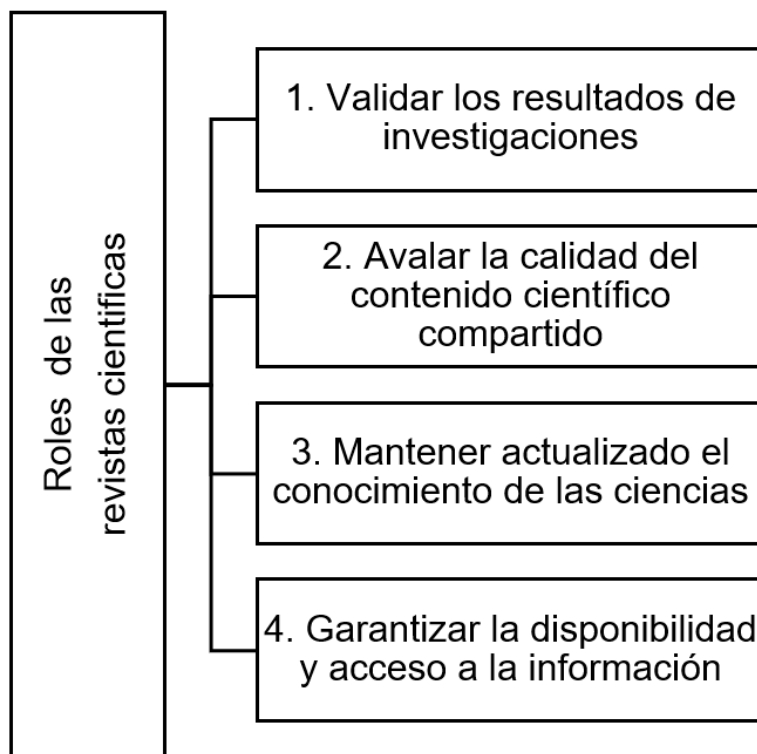 Roles de las
revistas cientificas
1. Validar los resultados de
investigaciones
2. Avalar la calidad del
contenido científico
compartido
3. Mantener actualizado el
conocimiento de las ciencias
4. Garantizar la disponibilidad
y acceso a la información